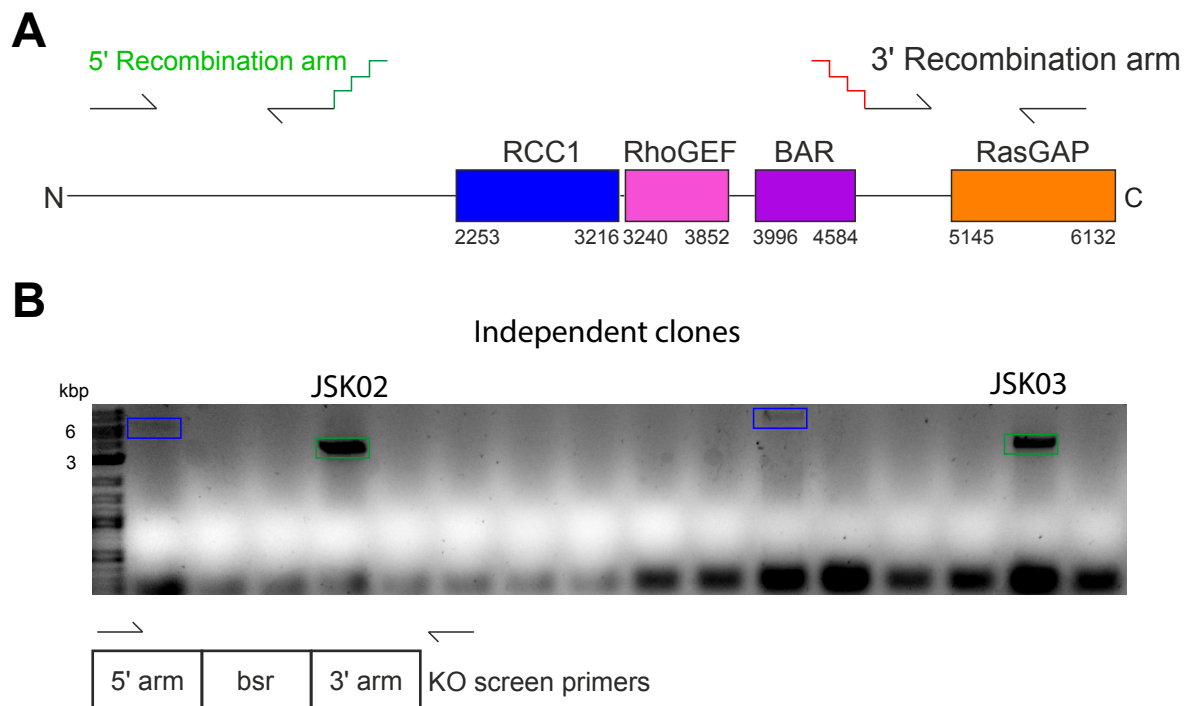 A
5' Recombination arm
3' Recombination arm
RCC1 RhoGEF BAR RasGAP
N C
2253 3216 3240 3852 3996 4584 5145 6132
B
Independent clones
kbp JSK02 JSK03
6
3
5' arm bsr 3' arm KO screen primers